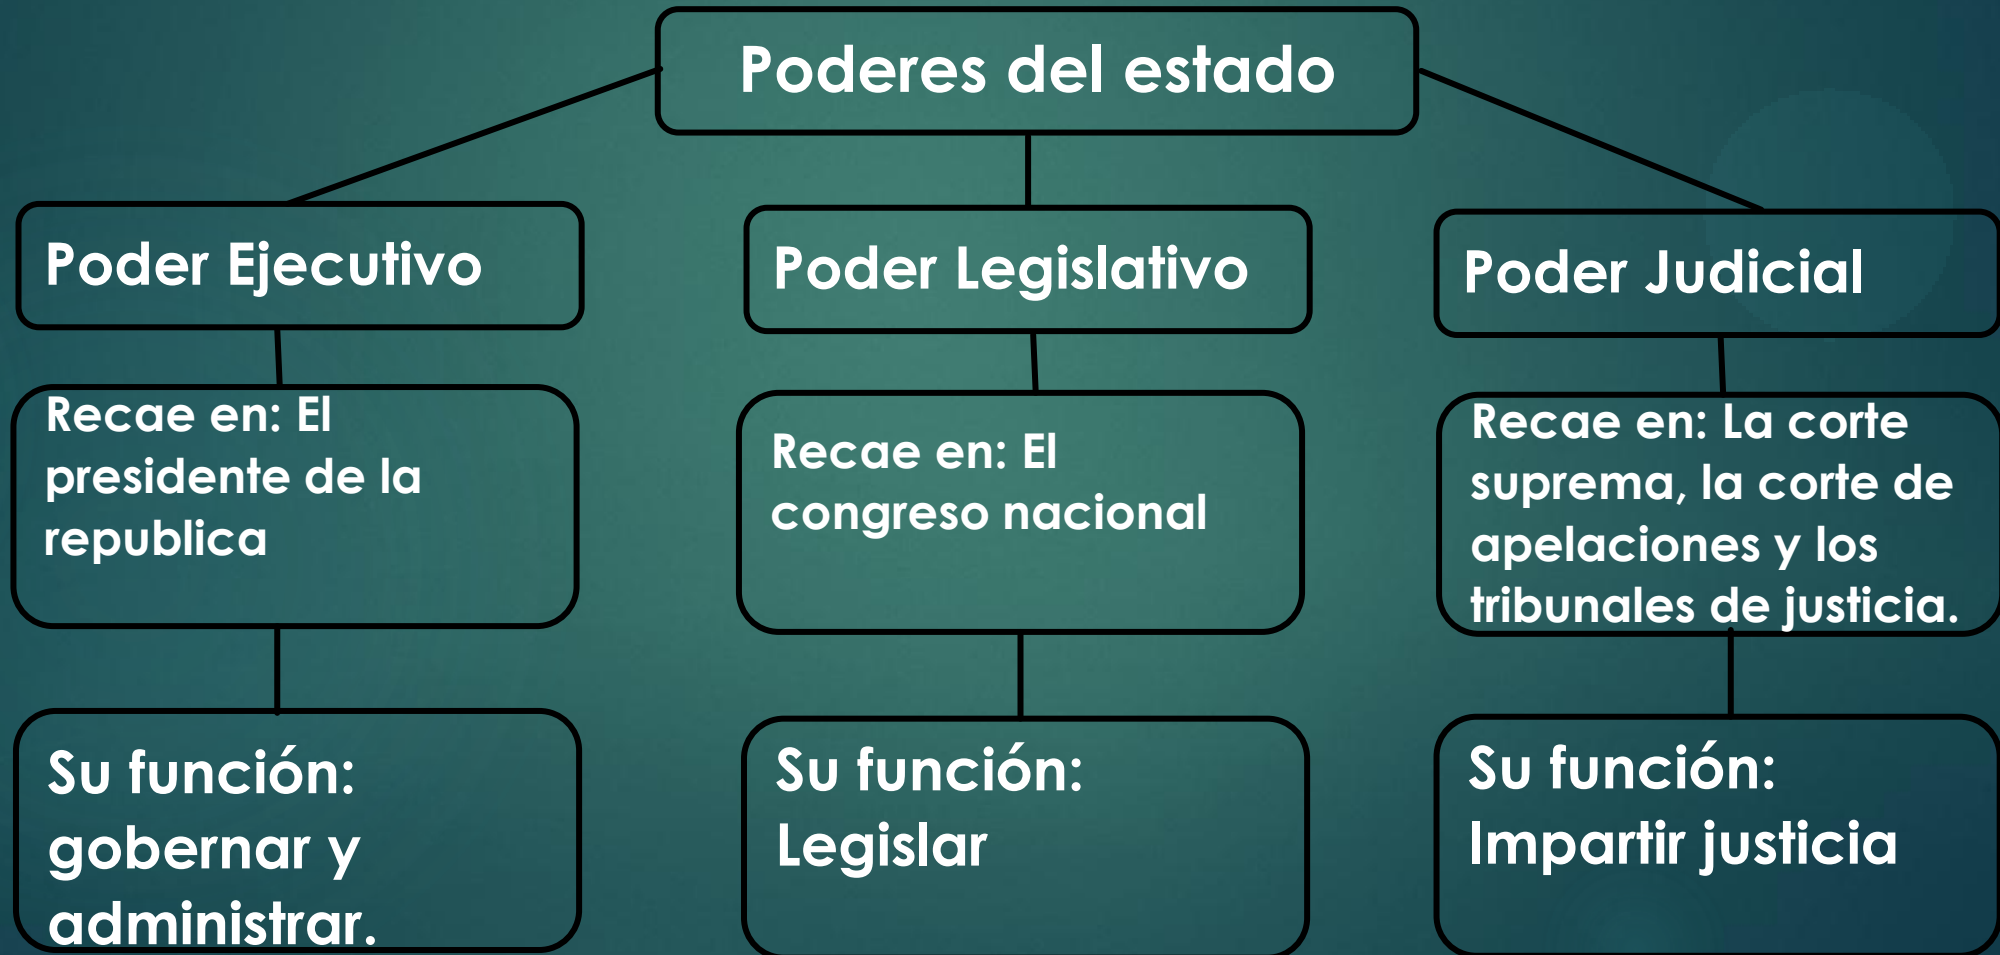 Poderes del estado
Poder Ejecutivo
Poder Legislativo
Poder Judicial
Recae en: El
presidente de la
republica
Recae en: El
congreso nacional
Recae en: La corte
suprema, la corte de
apelaciones y los
tribunales de justicia.
Su función:
gobernar y
administrar.
Su función:
Legislar
Su función:
Impartir justicia